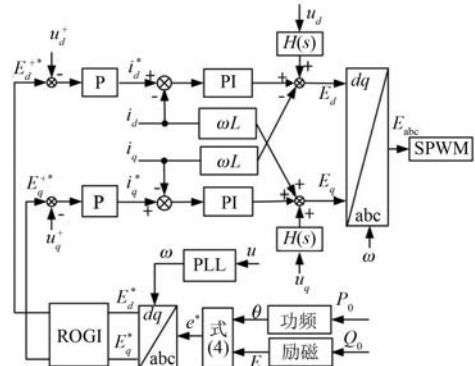 u_d
u_d^+
H(s)
E_d^{+*} - P i_d^* + PI - + dq
- - E_d
i_d ωL E_abc
SPWM
i_q ωL
E_q^{+*} - E_q
P i_q^* + PI + +
- + abc
u_q^+ H(s)
ω PLL u u_q ω
E_d^* dq θ 功频 P_0
ROGI e^* 式
(4)
E_q^* abc E 励磁 Q_0